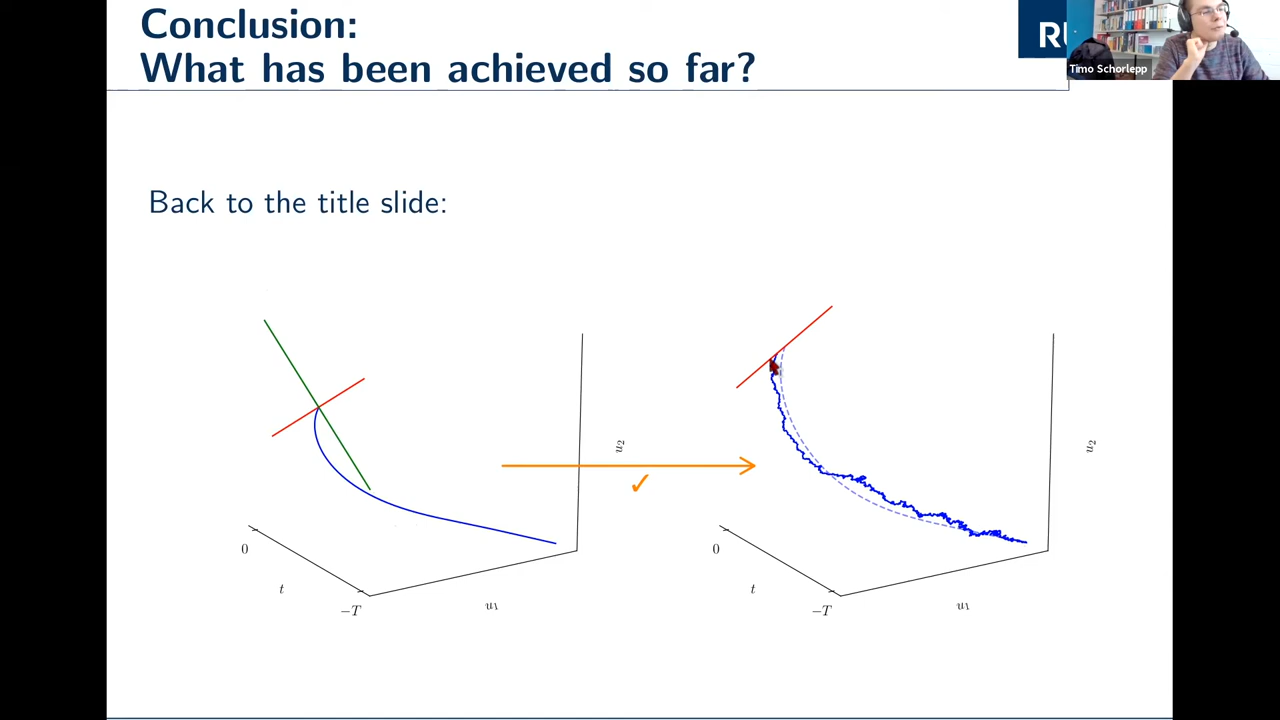 Conclusion:
What has been achieved so far?
RU
Timo Schorlepp
Back to the title slide:
u₂
u₂
✓
0
t
−T
u₁
0
t
−T
u₁